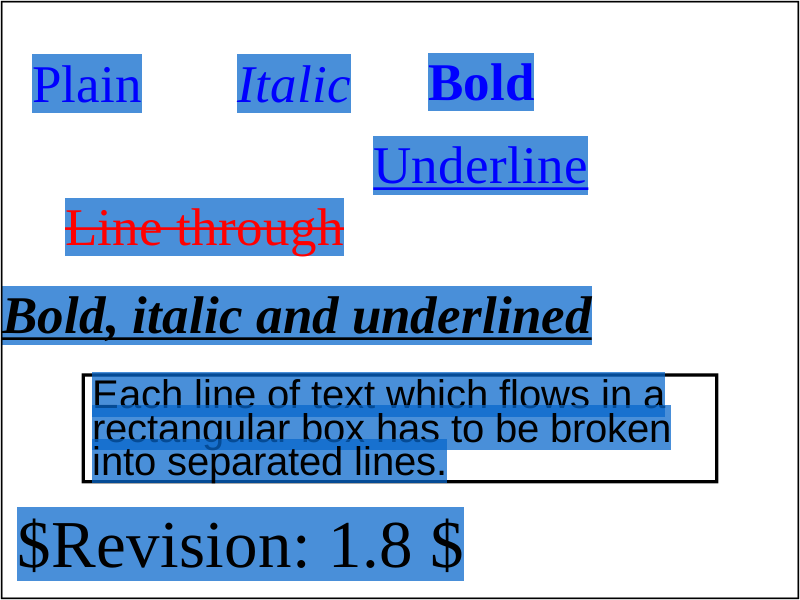 Plain Italic Bold
Underline
Line through
Bold, italic and underlined
Each line of text which flows in a
rectangular box has to be broken
into separated lines.
$Revision: 1.8 $